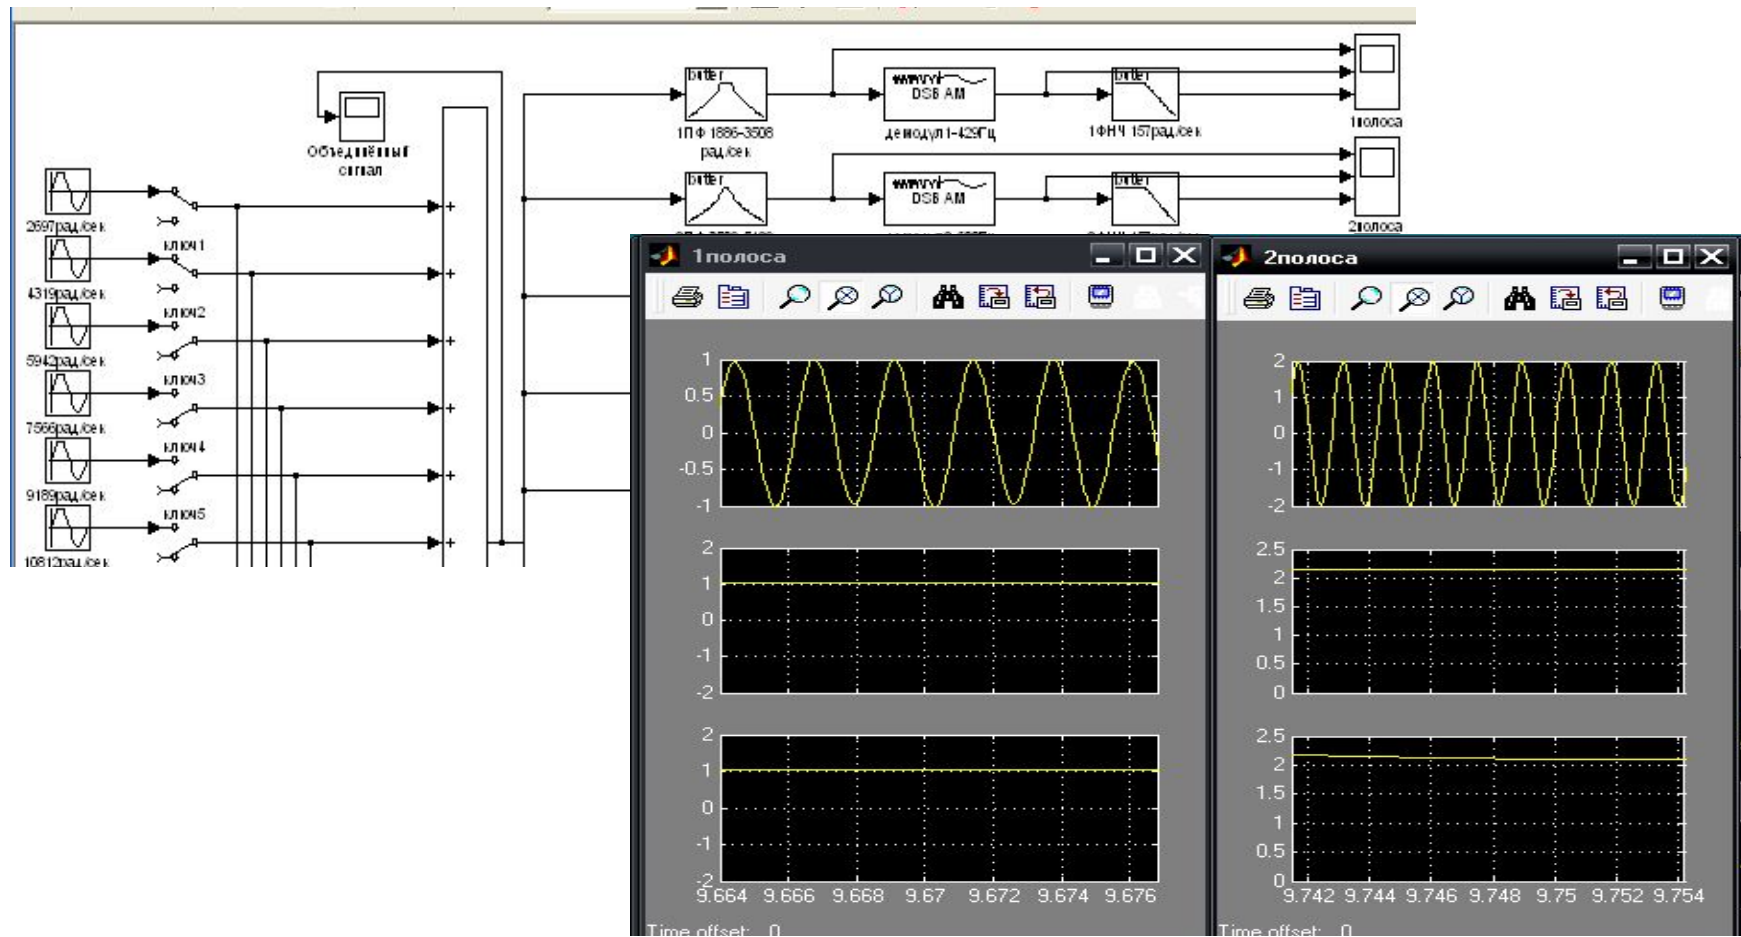 butter
DSB AM
butter
1ПФ 1886-3508
рад/сек
демодул1-429Гц
1ФНЧ 157рад/сек
1полоса
Объединённый
сигнал
butter
DSB AM
butter
2полоса
2697рад/сек
ключ1
4319рад/сек
ключ2
5942рад/сек
ключ3
7566рад/сек
ключ4
9189рад/сек
ключ5
10812рад/сек
+
+
+
+
+
+
1полоса
1
0.5
0
-0.5
-1
2
1
0
-1
-2
2
1
0
-1
-2
9.664 9.666 9.668 9.67 9.672 9.674 9.676
Time offset: 0
2полоса
2
1
0
-1
-2
2.5
2
1.5
1
0.5
0
2.5
2
1.5
1
0.5
0
9.742 9.744 9.746 9.748 9.75 9.752 9.754
Time offset: 0